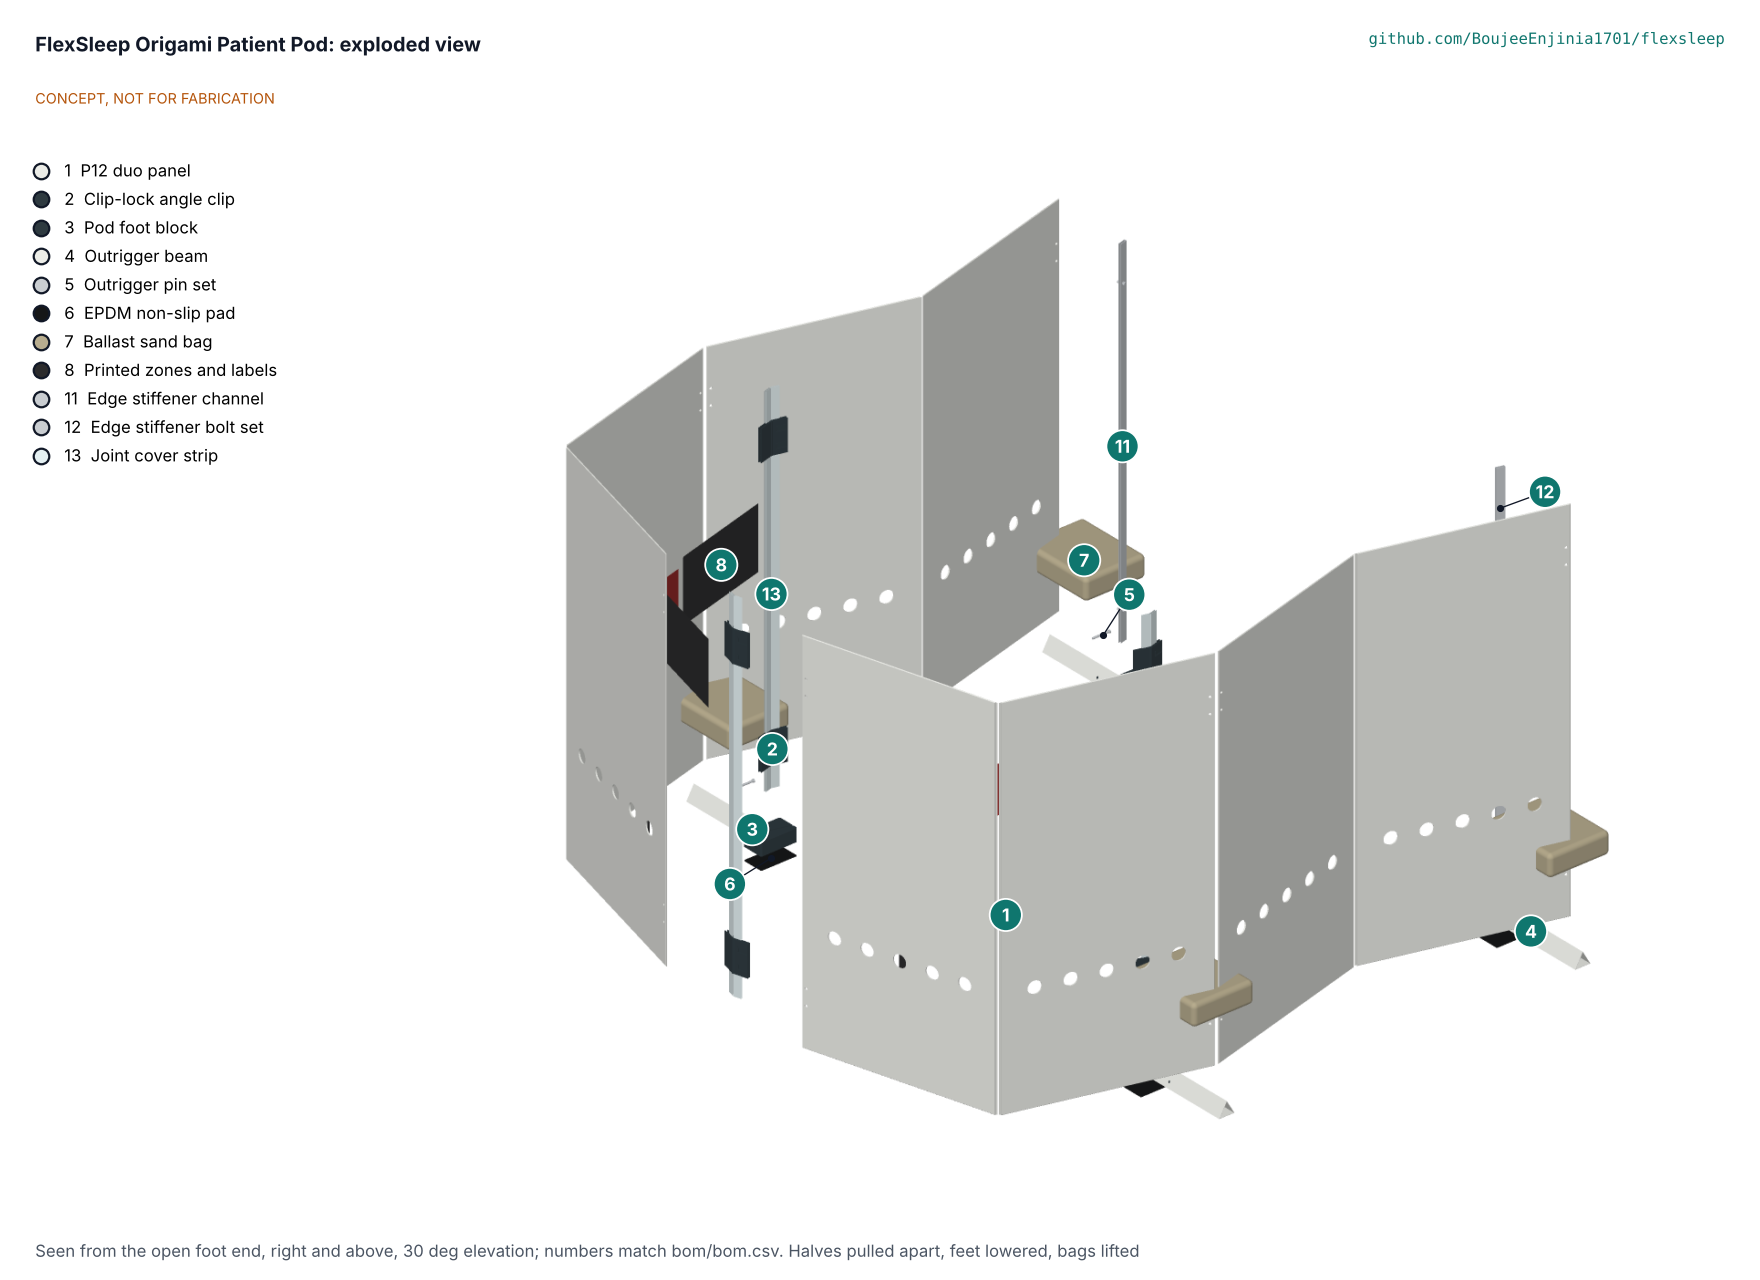 FlexSleep Origami Patient Pod: exploded view
github.com/BoujeeEnjinia1701/flexsleep
CONCEPT, NOT FOR FABRICATION
1 P12 duo panel
2 Clip-lock angle clip
3 Pod foot block
4 Outrigger beam
5 Outrigger pin set
6 EPDM non-slip pad
7 Ballast sand bag
8 Printed zones and labels
11 Edge stiffener channel
12 Edge stiffener bolt set
13 Joint cover strip
11
12
7
8
5
13
2
3
6
1
4
Seen from the open foot end, right and above, 30 deg elevation; numbers match bom/bom.csv. Halves pulled apart, feet lowered, bags lifted